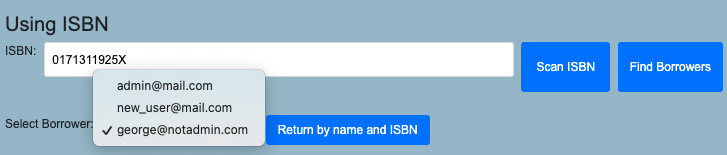 Using ISBN
ISBN: 0171311925X Scan ISBN Find Borrowers
admin@mail.com
new_user@mail.com
Select Borrower: ✓ george@notadmin.com Return by name and ISBN